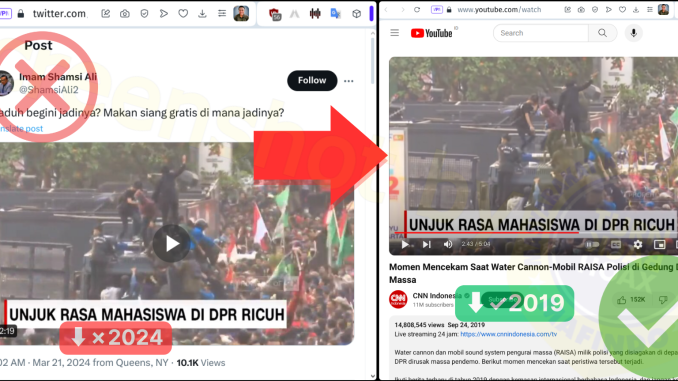 VPN
twitter.com
Post
Imam Shamsi Ali
@ShamsiAli2
Follow
aduh begini jadinya? Makan siang gratis di mana jadinya?
nslate post
UNJUK RASA MAHASISWA DI DPR RICUH
2:19
×2024
02 AM · Mar 21, 2024 from Queens, NY · 10.1K Views
VPN
www.youtube.com/watch
YouTube
ID
Search
UNJUK RASA MAHASISWA DI DPR RICUH
2:43 / 5:04
Momen Mencekam Saat Water Cannon-Mobil RAISA Polisi di Gedung
Massa
CNN
CNN Indonesia
11M subscribers
2019
152K
14,808,545 views Sep 24, 2019
Live streaming 24 jam: https://www.cnnindonesia.com/tv
Water cannon dan mobil sound system pengurai massa (RAISA) milik polisi yang disiagakan di depa
DPR dirusak massa pendemo. Berikut momen mencekam saat peristiwa tersebut terjadi.